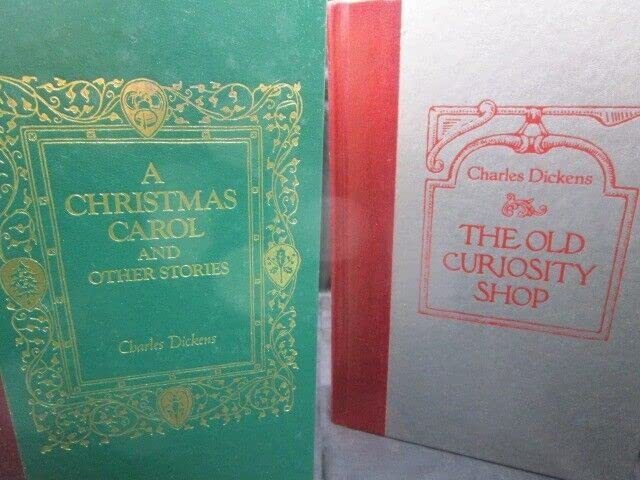 A
CHRISTMAS
CAROL
AND
OTHER STORIES
Charles Dickens
Charles Dickens
THE OLD
CURIOSITY
SHOP